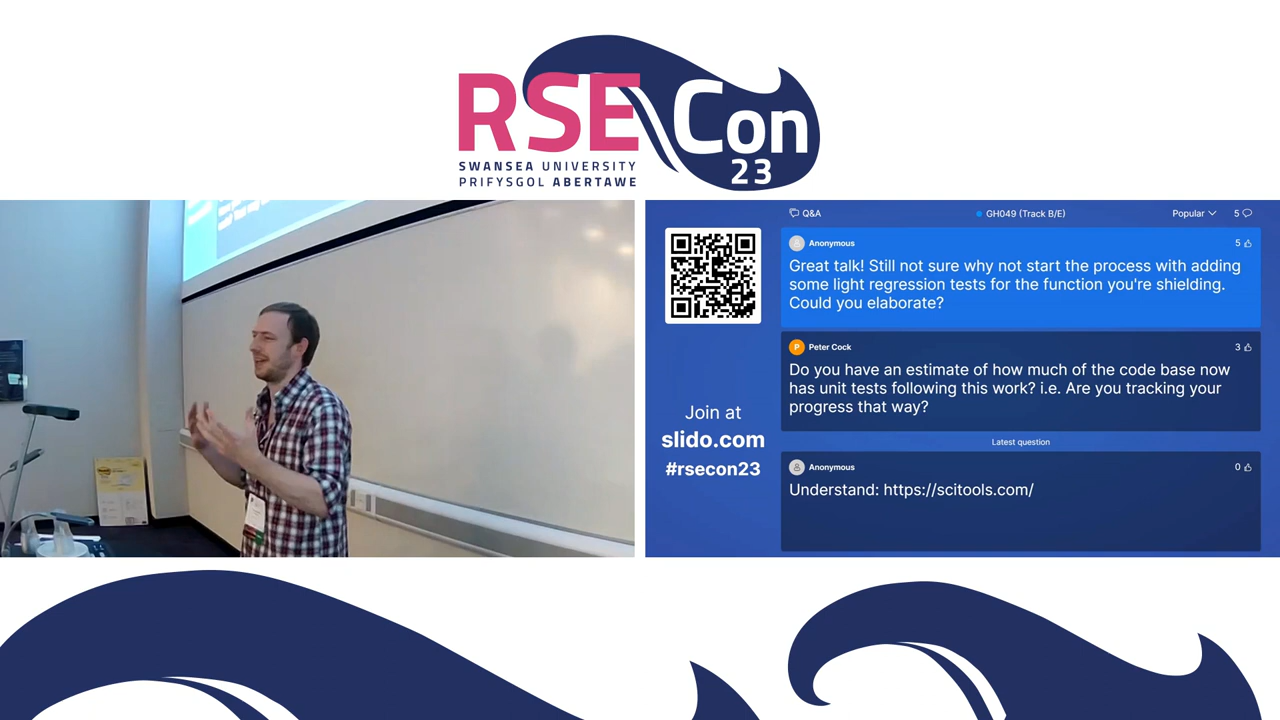 RSE Con
23
SWANSEA UNIVERSITY
PRIFYSGOL ABERTAWE
Q&A
GH049 (Track B/E)
Popular
5
Anonymous
5
Great talk! Still not sure why not start the process with adding
some light regression tests for the function you're shielding.
Could you elaborate?
P
Peter Cock
3
Do you have an estimate of how much of the code base now
has unit tests following this work? i.e. Are you tracking your
progress that way?
Latest question
Anonymous
0
Understand: https://scitools.com/
Join at
slido.com
#rsecon23